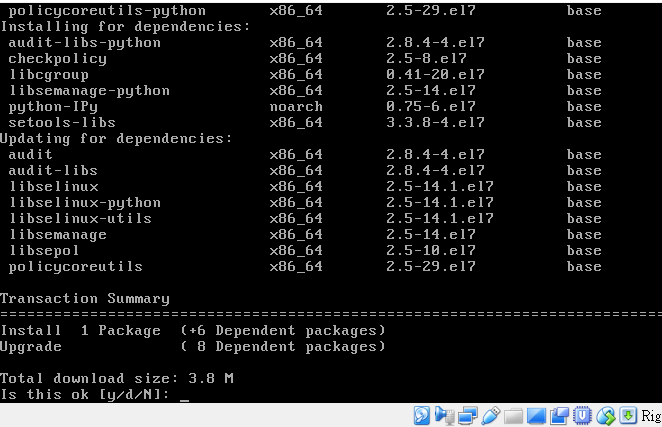 policycoreutils-python x86_64 2.5-29.el7 base
Installing for dependencies:
audit-libs-python x86_64 2.8.4-4.el7 base
checkpolicy x86_64 2.5-8.el7 base
libcgroup x86_64 0.41-20.el7 base
libsemanage-python x86_64 2.5-14.el7 base
python-IPy noarch 0.75-6.el7 base
setools-libs x86_64 3.3.8-4.el7 base
Updating for dependencies:
audit x86_64 2.8.4-4.el7 base
audit-libs x86_64 2.8.4-4.el7 base
libselinux x86_64 2.5-14.1.el7 base
libselinux-python x86_64 2.5-14.1.el7 base
libselinux-utils x86_64 2.5-14.1.el7 base
libsemanage x86_64 2.5-14.el7 base
libsepol x86_64 2.5-10.el7 base
policycoreutils x86_64 2.5-29.el7 base
Transaction Summary
================================================================================
Install 1 Package (+6 Dependent packages)
Upgrade ( 8 Dependent packages)
Total download size: 3.8 M
Is this ok [y/d/N]: _
Rig